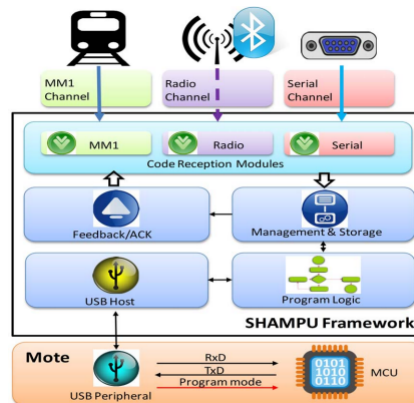 MM1
Channel
Radio
Channel
Serial
Channel
MM1
Radio
Serial
Code Reception Modules
Feedback/ACK
Management & Storage
USB Host
Program Logic
SHAMPU Framework
Mote
RxD
TxD
Program mode
USB Peripheral
0101
1010
0110
MCU